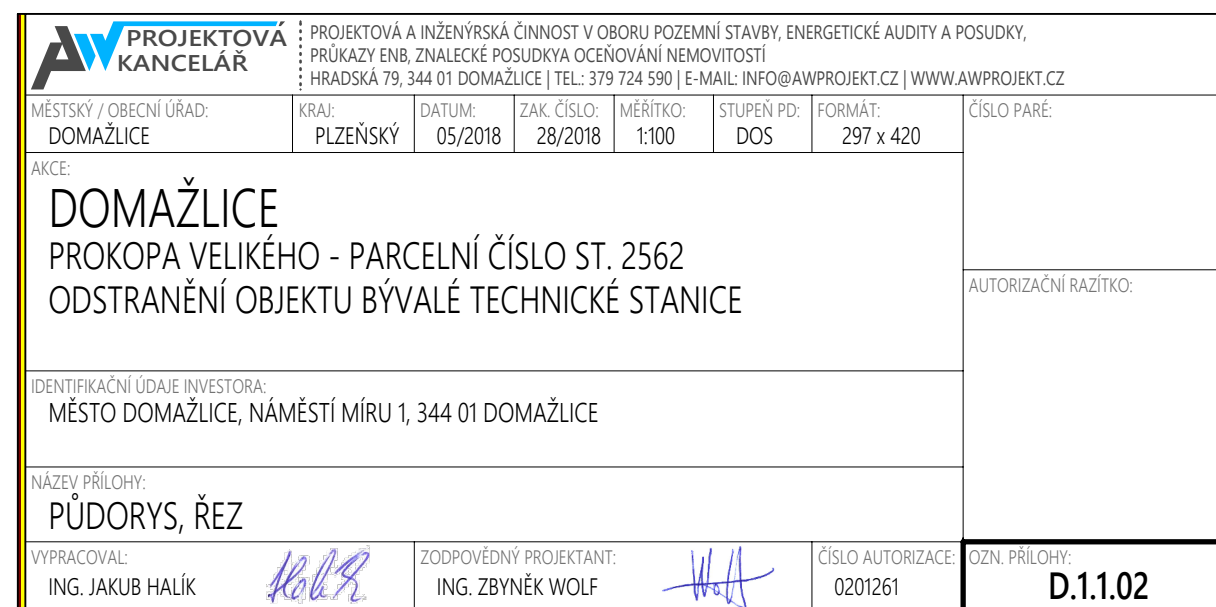 AW PROJEKTOVÁ
KANCELÁŘ
PROJEKTOVÁ A INŽENÝRSKÁ ČINNOST V OBORU POZEMNÍ STAVBY, ENERGETICKÉ AUDITY A POSUDKY,
PRŮKAZY ENB, ZNALECKÉ POSUDKYA OCEŇOVÁNÍ NEMOVITOSTÍ
HRADSKÁ 79, 344 01 DOMAŽLICE | TEL.: 379 724 590 | E-MAIL: INFO@AWPROJEKT.CZ | WWW.AWPROJEKT.CZ
MĚSTSKÝ / OBECNÍ ÚŘAD:
DOMAŽLICE
KRAJ:
PLZEŇSKÝ
DATUM:
05/2018
ZAK. ČÍSLO:
28/2018
MĚŘÍTKO:
1:100
STUPEŇ PD:
DOS
FORMÁT:
297 x 420
ČÍSLO PARÉ:
AKCE:
DOMAŽLICE
PROKOPA VELIKÉHO - PARCELNÍ ČÍSLO ST. 2562
ODSTRANĚNÍ OBJEKTU BÝVALÉ TECHNICKÉ STANICE
AUTORIZAČNÍ RAZÍTKO:
IDENTIFIKAČNÍ ÚDAJE INVESTORA:
MĚSTO DOMAŽLICE, NÁMĚSTÍ MÍRU 1, 344 01 DOMAŽLICE
NÁZEV PŘÍLOHY:
PŮDORYS, ŘEZ
VYPRACOVAL:
ING. JAKUB HALÍK
ZODPOVĚDNÝ PROJEKTANT:
ING. ZBYNĚK WOLF
ČÍSLO AUTORIZACE:
0201261
OZN. PŘÍLOHY:
D.1.1.02